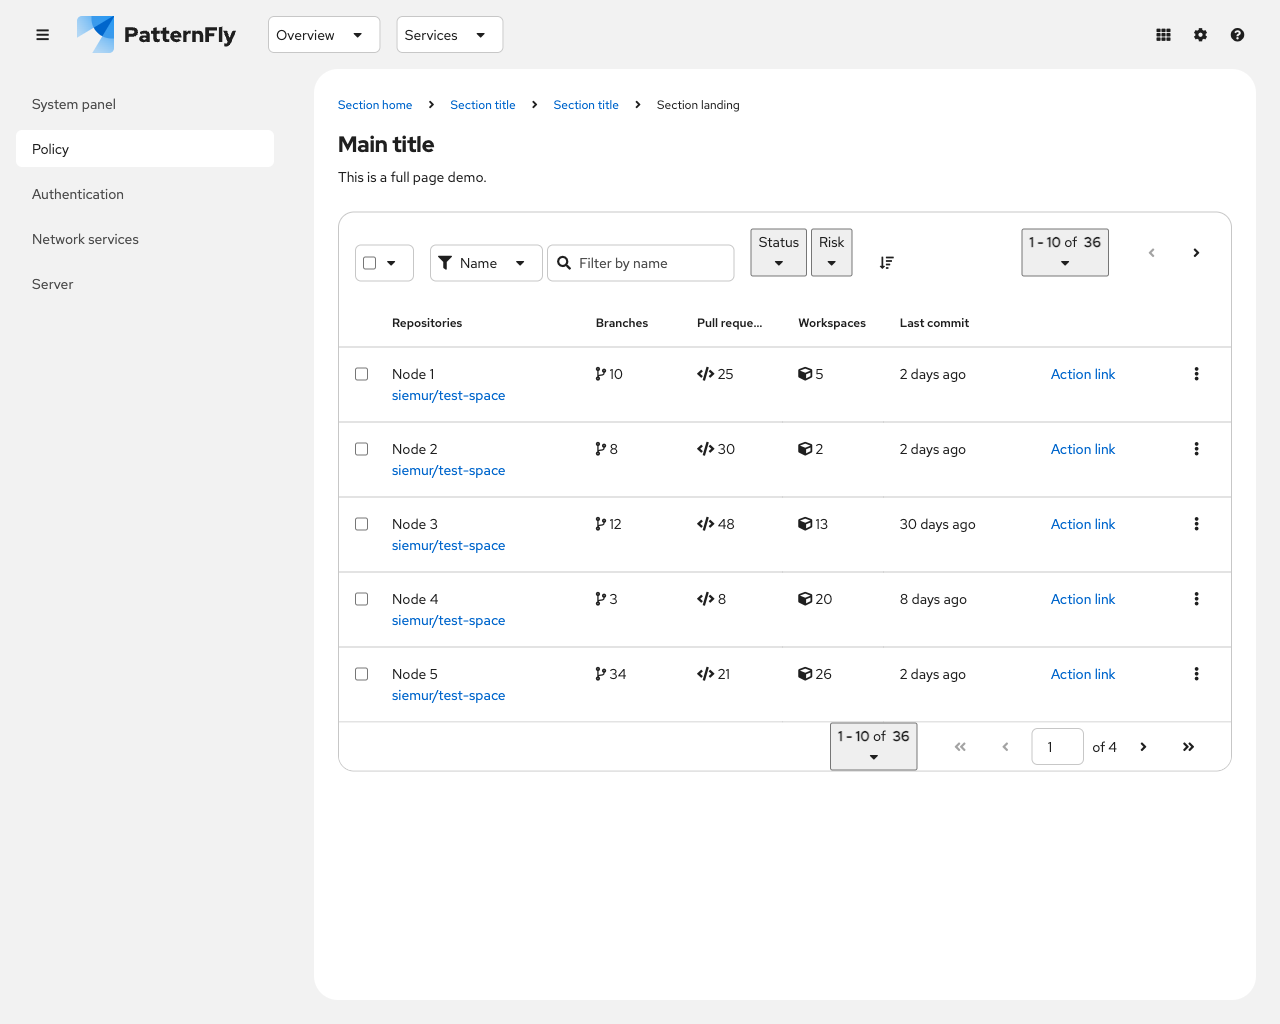 PatternFly Overview Services
System panel
Policy
Authentication
Network services
Server
Section home Section title Section title Section landing
Main title
This is a full page demo.
Name Filter by name Status Risk 1 - 10 of 36
Repositories Branches Pull reque... Workspaces Last commit
Node 1 10 25 5 2 days ago Action link
siemur/test-space
Node 2 8 30 2 2 days ago Action link
siemur/test-space
Node 3 12 48 13 30 days ago Action link
siemur/test-space
Node 4 3 8 20 8 days ago Action link
siemur/test-space
Node 5 34 21 26 2 days ago Action link
siemur/test-space
1 - 10 of 36 1 of 4